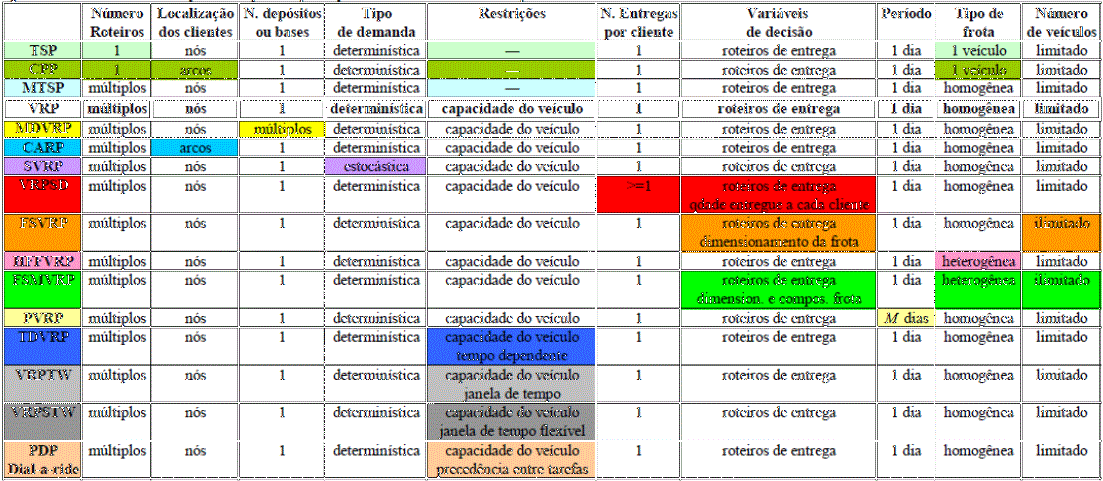 Número Localização N. depósitos Tipo Restrições N. Entregas Variáveis Período Tipo de Número
Roteiros dos clientes ou bases de demanda por cliente de decisão frota de veículos
TSP 1 nós 1 determinística — 1 roteiros de entrega 1 dia 1 veículo limitado
CPP 1 arcos 1 determinística — 1 roteiros de entrega 1 dia 1 veículo limitado
MTSP múltiplos nós 1 determinística — 1 roteiros de entrega 1 dia homogênea limitado
VRP múltiplos nós 1 determinística capacidade do veículo 1 roteiros de entrega 1 dia homogênea limitado
MDVRP múltiplos nós múltiplos determinística capacidade do veículo 1 roteiros de entrega 1 dia homogênea limitado
CARP múltiplos arcos 1 determinística capacidade do veículo 1 roteiros de entrega 1 dia homogênea limitado
SVRP múltiplos nós 1 estocástica capacidade do veículo 1 roteiros de entrega 1 dia homogênea limitado
VRPSD múltiplos nós 1 determinística capacidade do veículo >=1 roteiros de entrega 1 dia homogênea limitado
qdade entregue a cada cliente
FSVRP múltiplos nós 1 determinística capacidade do veículo 1 roteiros de entrega 1 dia homogênea ilimitado
dimensionamento da frota
HFFVRP múltiplos nós 1 determinística capacidade do veículo 1 roteiros de entrega 1 dia heterogênea limitado
FSMVRP múltiplos nós 1 determinística capacidade do veículo 1 roteiros de entrega 1 dia heterogênea ilimitado
dimension. e compos. frota
PVRP múltiplos nós 1 determinística capacidade do veículo 1 roteiros de entrega M dias homogênea limitado
TDVRP múltiplos nós 1 determinística capacidade do veículo 1 roteiros de entrega 1 dia homogênea limitado
tempo dependente
VRPTW múltiplos nós 1 determinística capacidade do veículo 1 roteiros de entrega 1 dia homogênea limitado
janela de tempo
VRPSTW múltiplos nós 1 determinística capacidade do veículo 1 roteiros de entrega 1 dia homogênea limitado
janela de tempo flexível
PDP múltiplos nós 1 determinística capacidade do veículo 1 roteiros de entrega 1 dia homogênea limitado
Dial-a-ride precedência entre tarefas